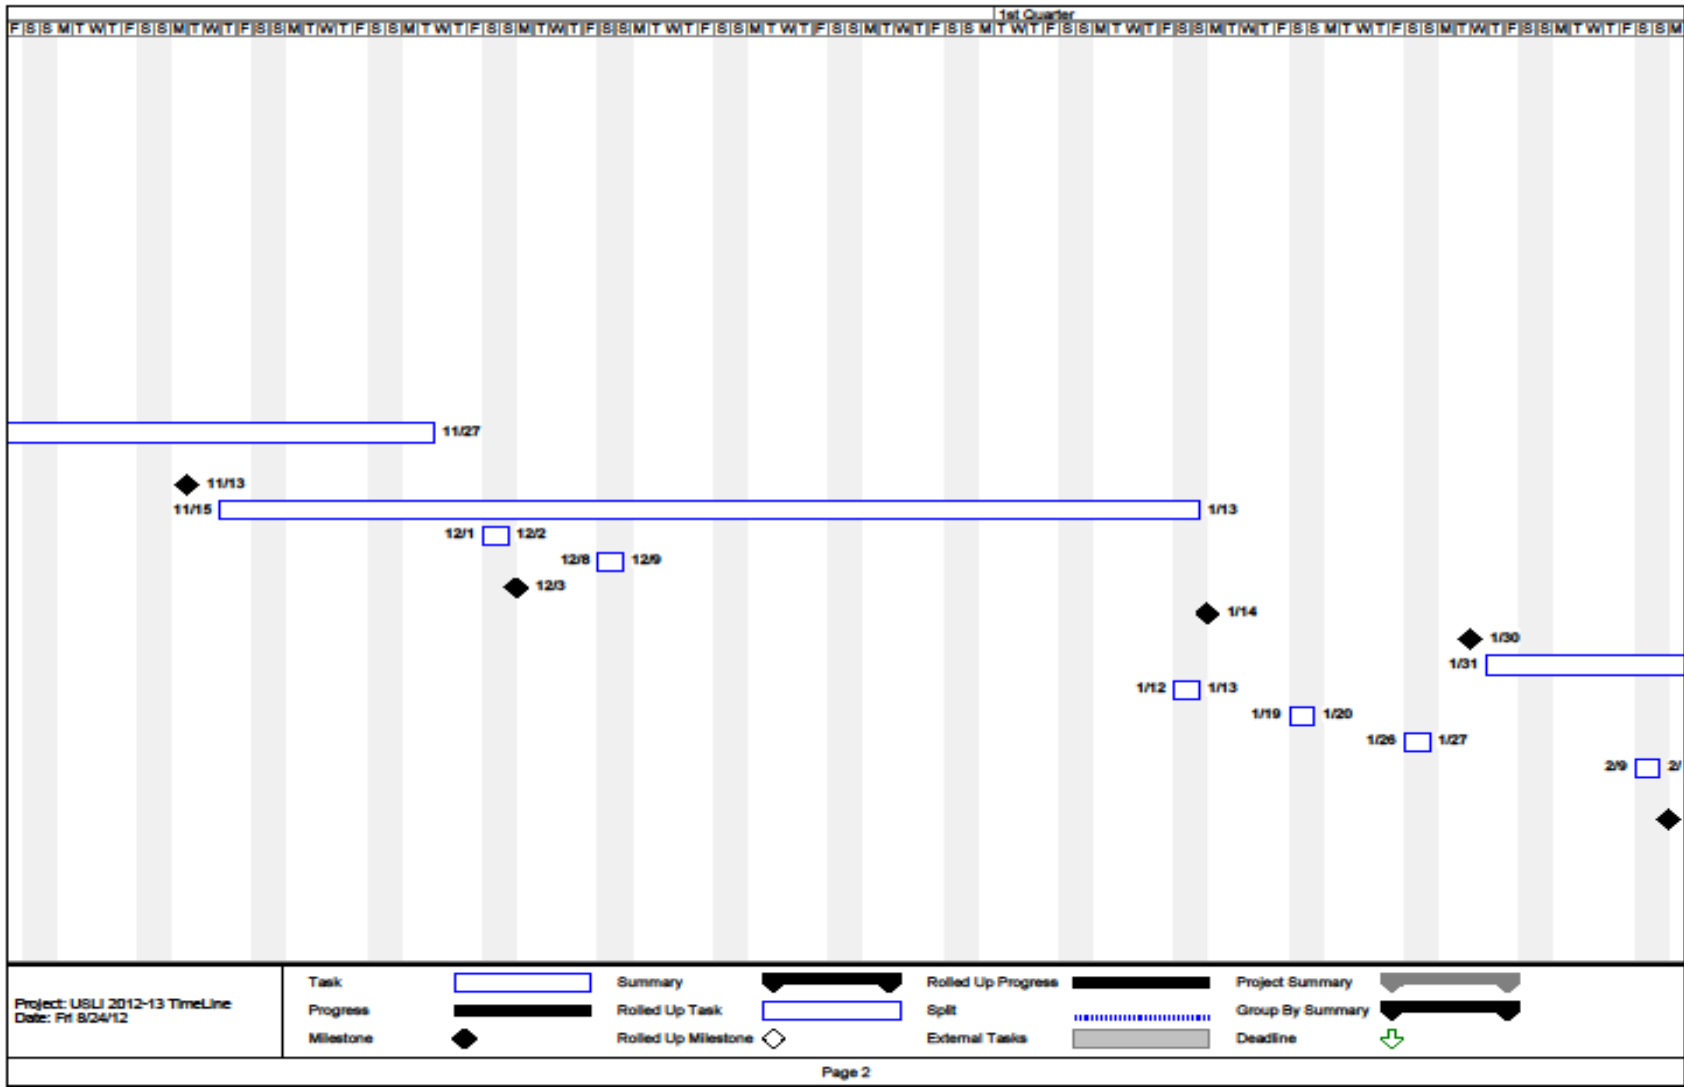 1st Quarter
F S S M T W T F S S M T W T F S S M T W T F S S M T W T F S S M T W T F S S M T W T F S S M T W T F S S M T W T F S S M T W T F S S M T W T F S S M T W T F S S M T W T F S S M T W T F S S M T W T F S S M T W T F S S M
11/27
11/13
11/15 1/13
12/1 12/2
12/8 12/9
12/3
1/14
1/30
1/31
1/12 1/13
1/19 1/20
1/26 1/27
2/9 2/
Task Summary Rolled Up Progress Project Summary
Project: USLI 2012-13 TimeLine
Date: Fri 8/24/12
Progress Rolled Up Task Split Group By Summary
Milestone Rolled Up Milestone External Tasks Deadline
Page 2